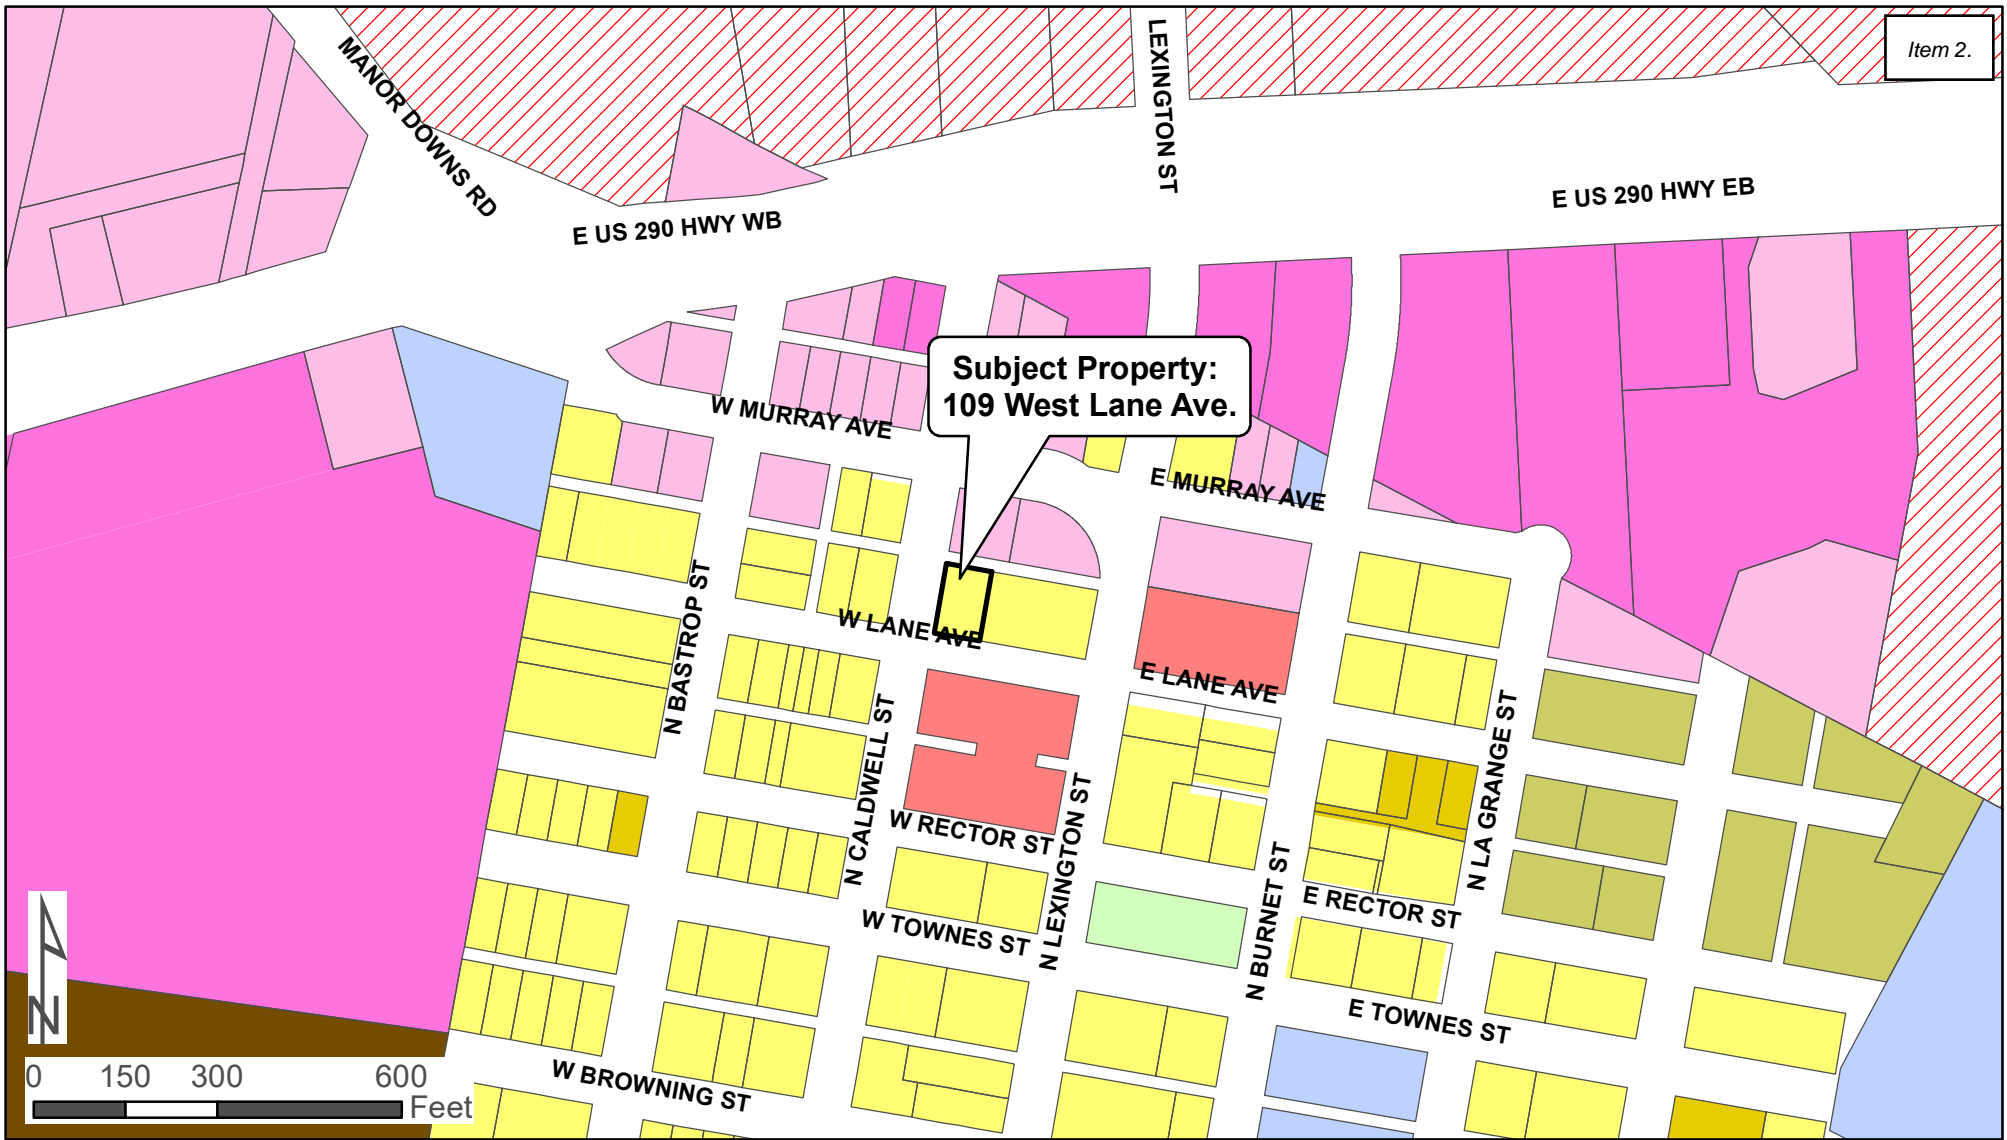 Item 2.
MANOR DOWNS RD
LEXINGTON ST
E US 290 HWY WB
E US 290 HWY EB
Subject Property:
109 West Lane Ave.
W MURRAY AVE
E MURRAY AVE
N BASTROP ST
W LANE AVE
E LANE AVE
N CALDWELL ST
N LA GRANGE ST
W RECTOR ST
N LEXINGTON ST
N BURNET ST
E RECTOR ST
W TOWNES ST
E TOWNES ST
W BROWNING ST
N
0 150 300 600
Feet